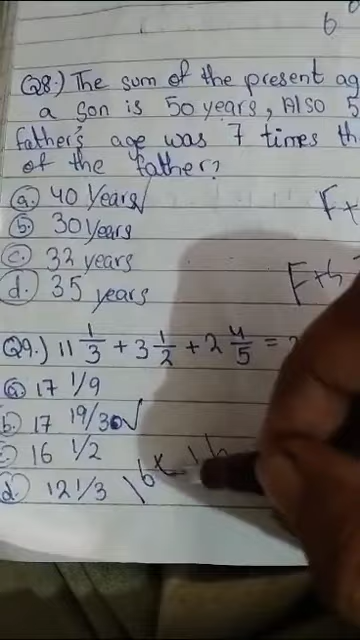 6
Q8.) The sum of the present ag
a son is 50 years, Also 5
father's age was 7 times th
of the father?
a. 40 Years✓
b. 30 Years
c. 32 years
d. 35 years
F+
F+S
Q9.) 11 1/3 + 3 1/2 + 2 4/5 = ?
a. 17 1/9
b. 17 19/30✓
c. 16 1/2
d. 12 1/3